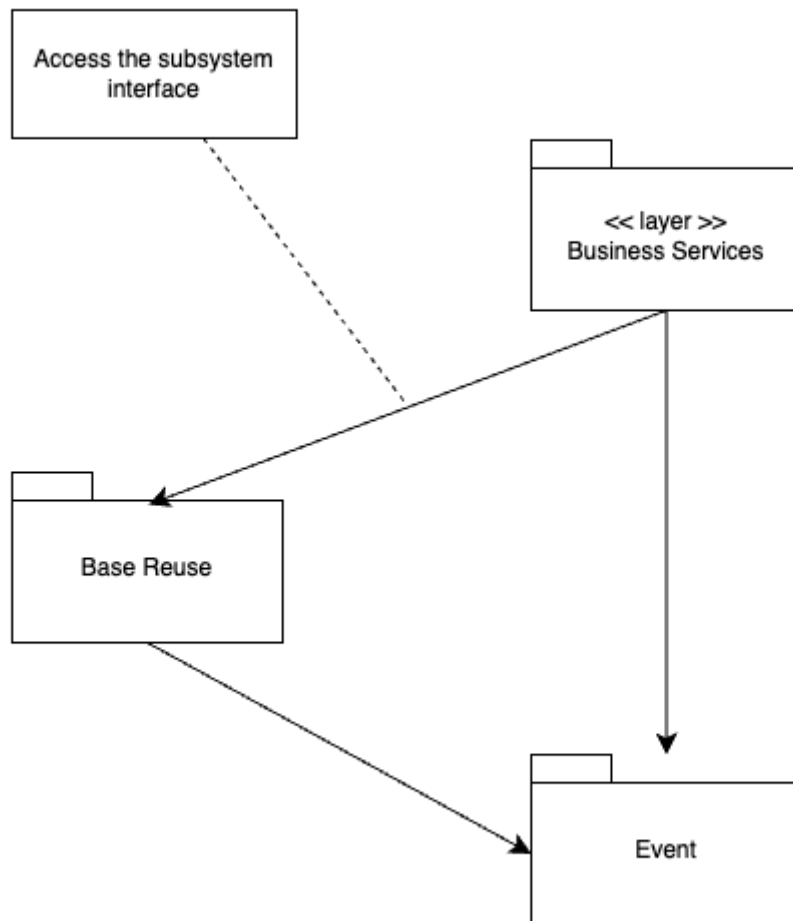 Access the subsystem
interface
<< layer >>
Business Services
Base Reuse
Event